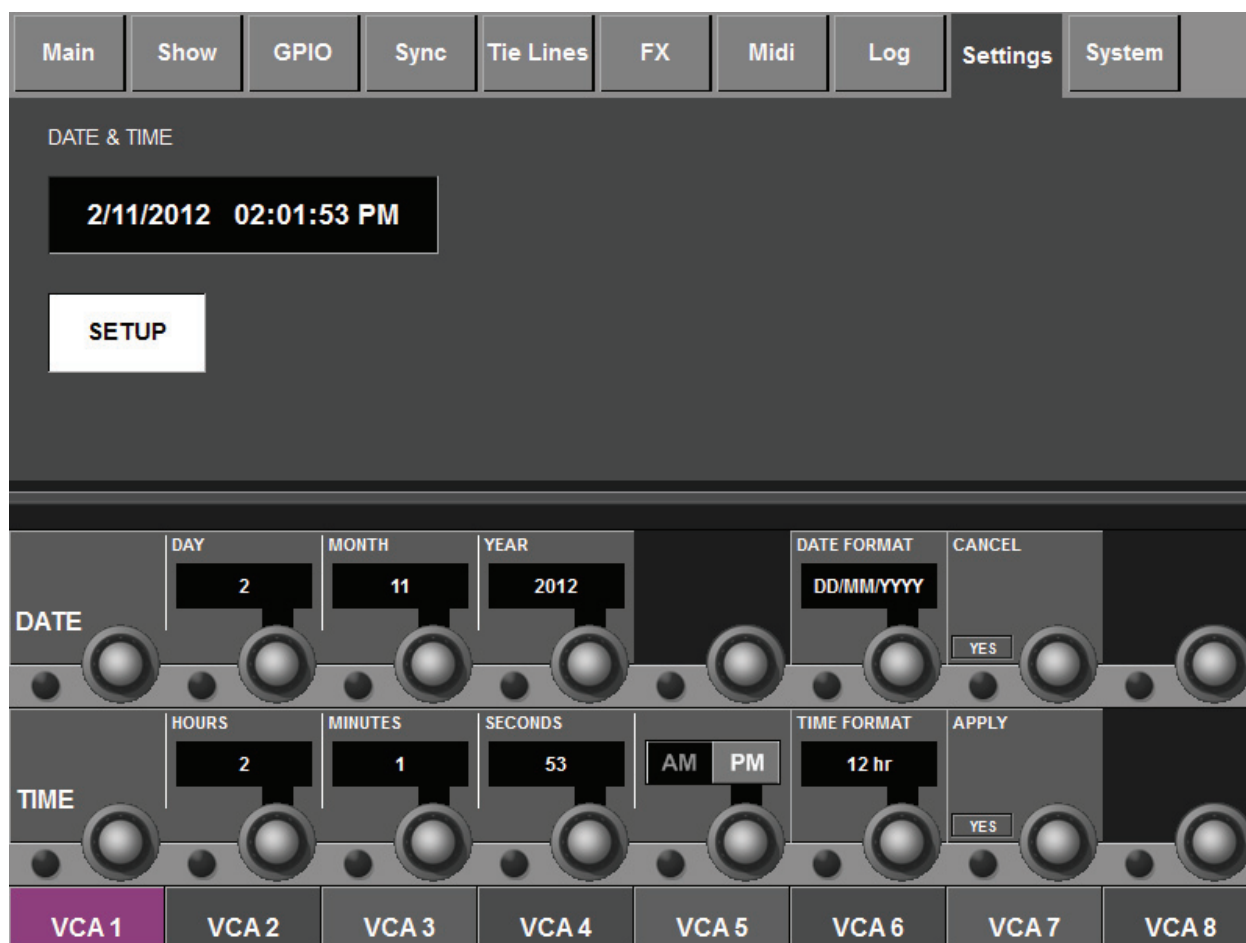 Main Show GPIO Sync Tie Lines FX Midi Log Settings System
DATE & TIME
2/11/2012 02:01:53 PM
SETUP
DAY MONTH YEAR DATE FORMAT CANCEL
2 11 2012 DD/MM/YYYY
DATE
YES
HOURS MINUTES SECONDS TIME FORMAT APPLY
2 1 53 AM PM 12 hr
TIME
YES
VCA 1 VCA 2 VCA 3 VCA 4 VCA 5 VCA 6 VCA 7 VCA 8